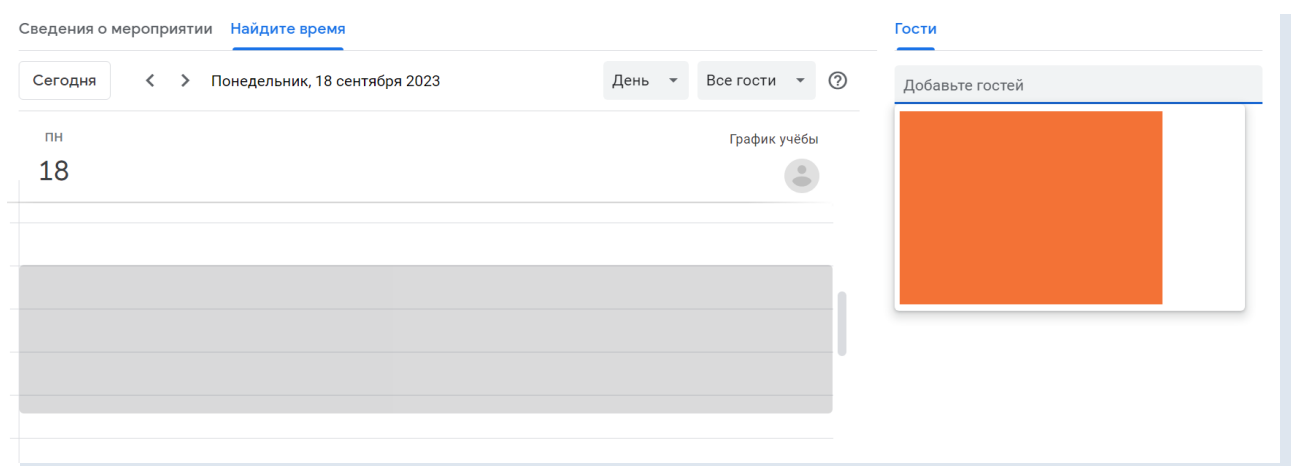 Сведения о мероприятии Найдите время
Гости
Сегодня Понедельник, 18 сентября 2023 День Все гости
Добавьте гостей
ПН
18
График учёбы